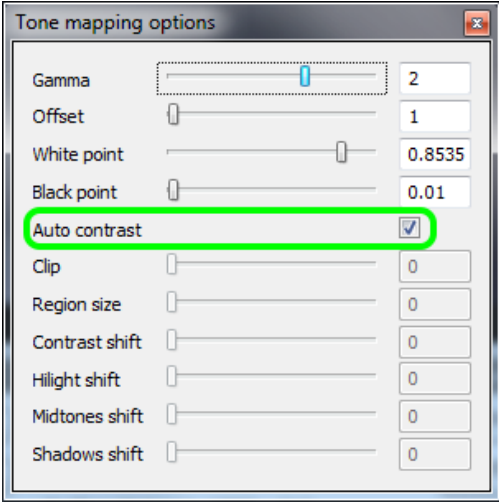 Tone mapping options
Gamma 2
Offset 1
White point 0.8535
Black point 0.01
Auto contrast
Clip 0
Region size 0
Contrast shift 0
Hilight shift 0
Midtones shift 0
Shadows shift 0